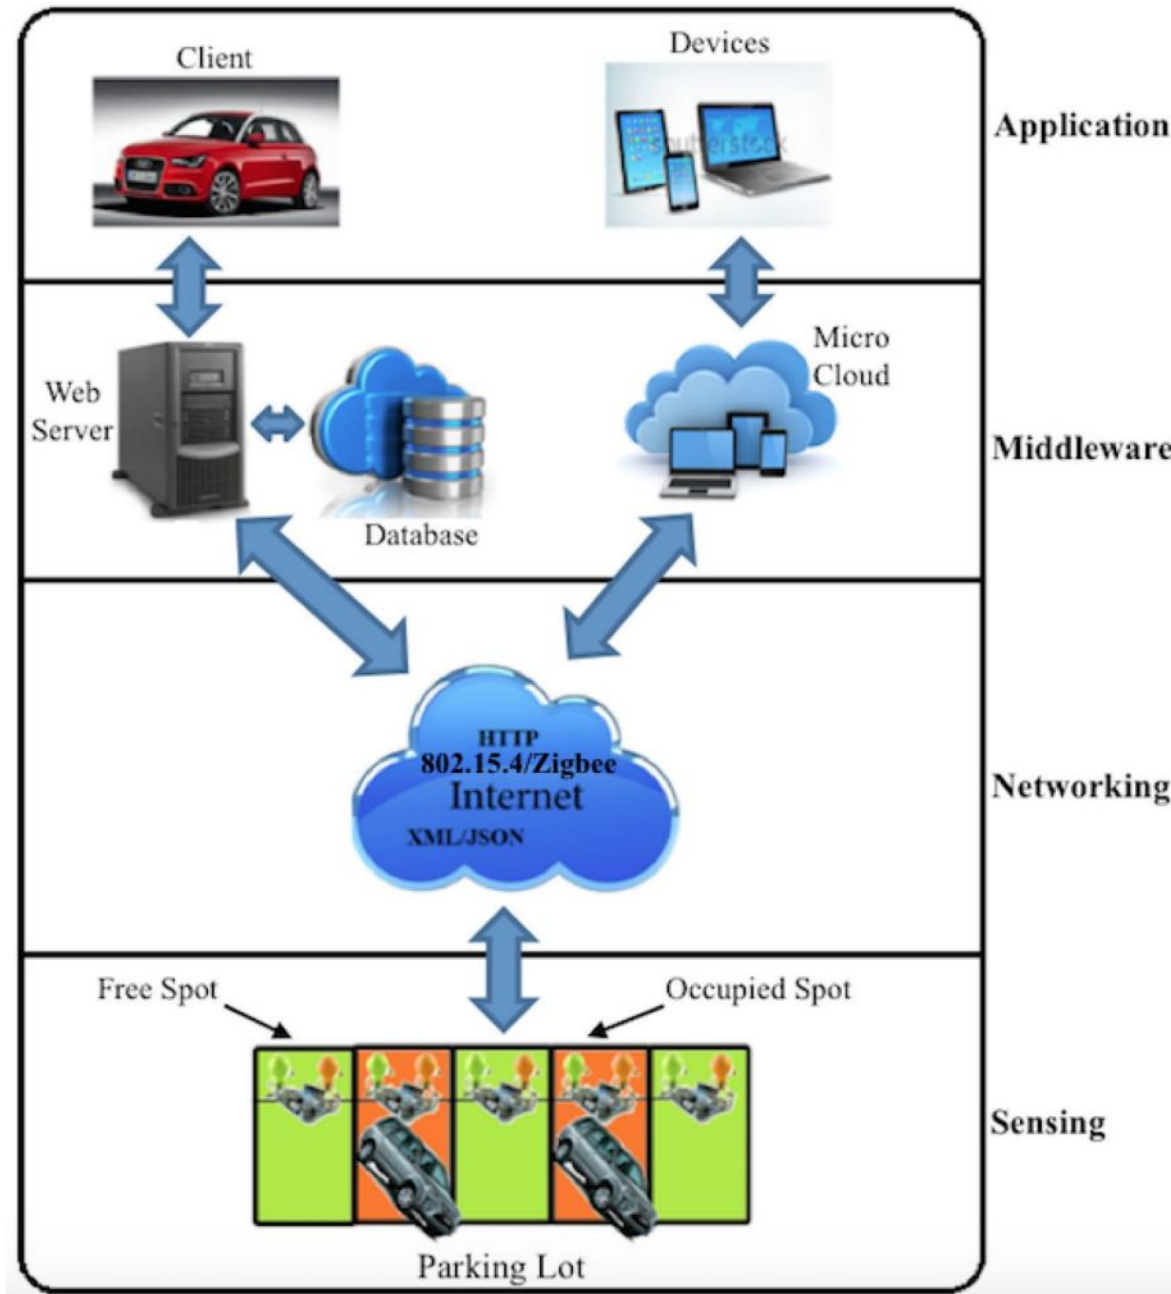 Client
Devices
shutterstock
Application
Web
Server
Database
Micro
Cloud
Middleware
HTTP
802.15.4/Zigbee
Internet
XML/JSON
Networking
Free Spot
Occupied Spot
Sensing
Parking Lot